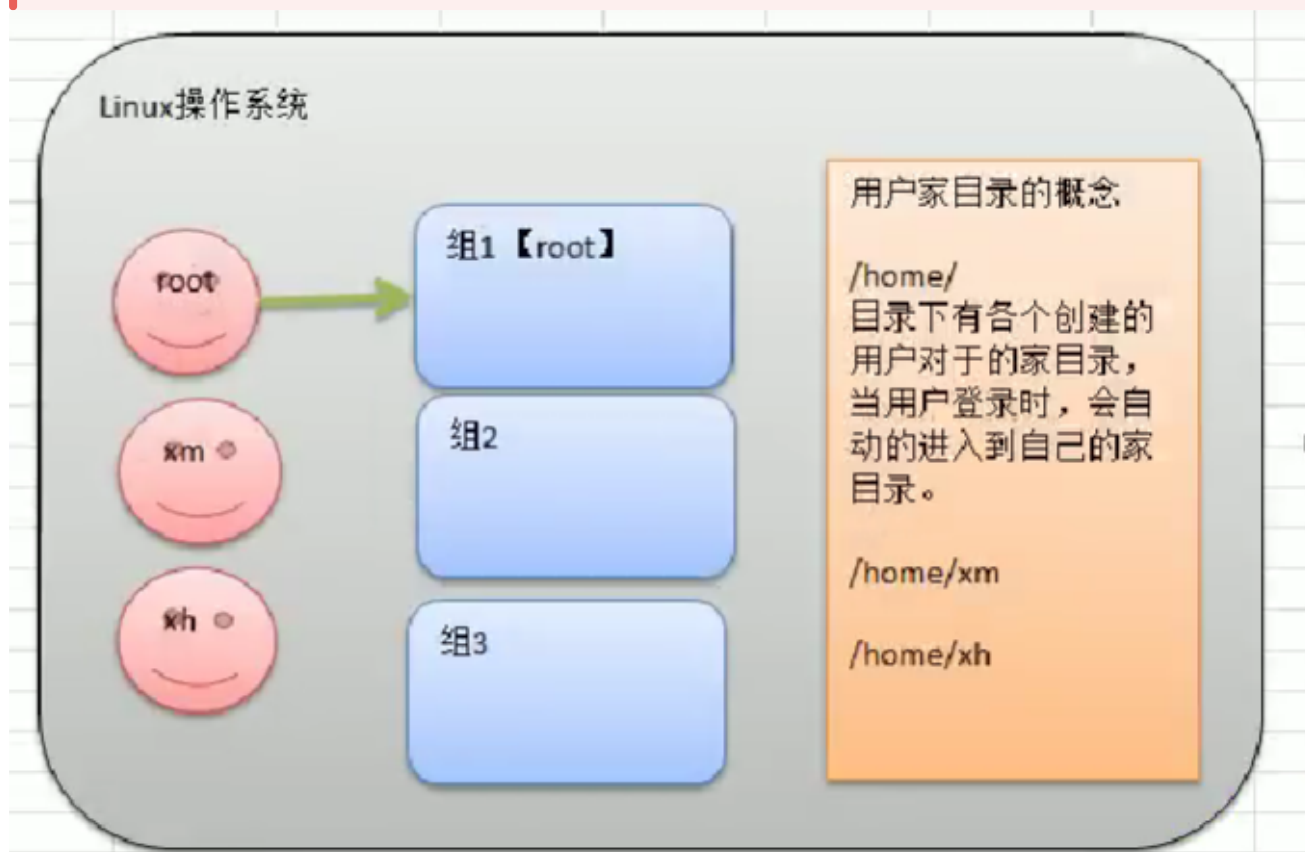 Linux操作系统
root
xm
xh
组1【root】
组2
组3
用户家目录的概念
/home/
目录下有各个创建的
用户对于的家目录，
当用户登录时，会自
动的进入到自己的家
目录。
/home/xm
/home/xh